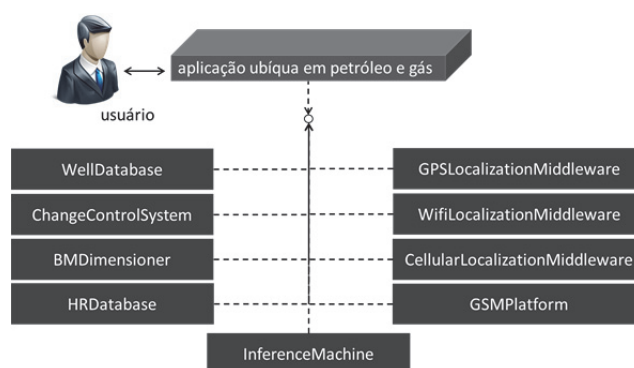 aplicação ubíqua em petróleo e gás
usuário
WellDatabase
GPSLocalizationMiddleware
ChangeControlSystem
WifiLocalizationMiddleware
BMDimensioner
CellularLocalizationMiddleware
HRDatabase
GSMPlatform
InferenceMachine